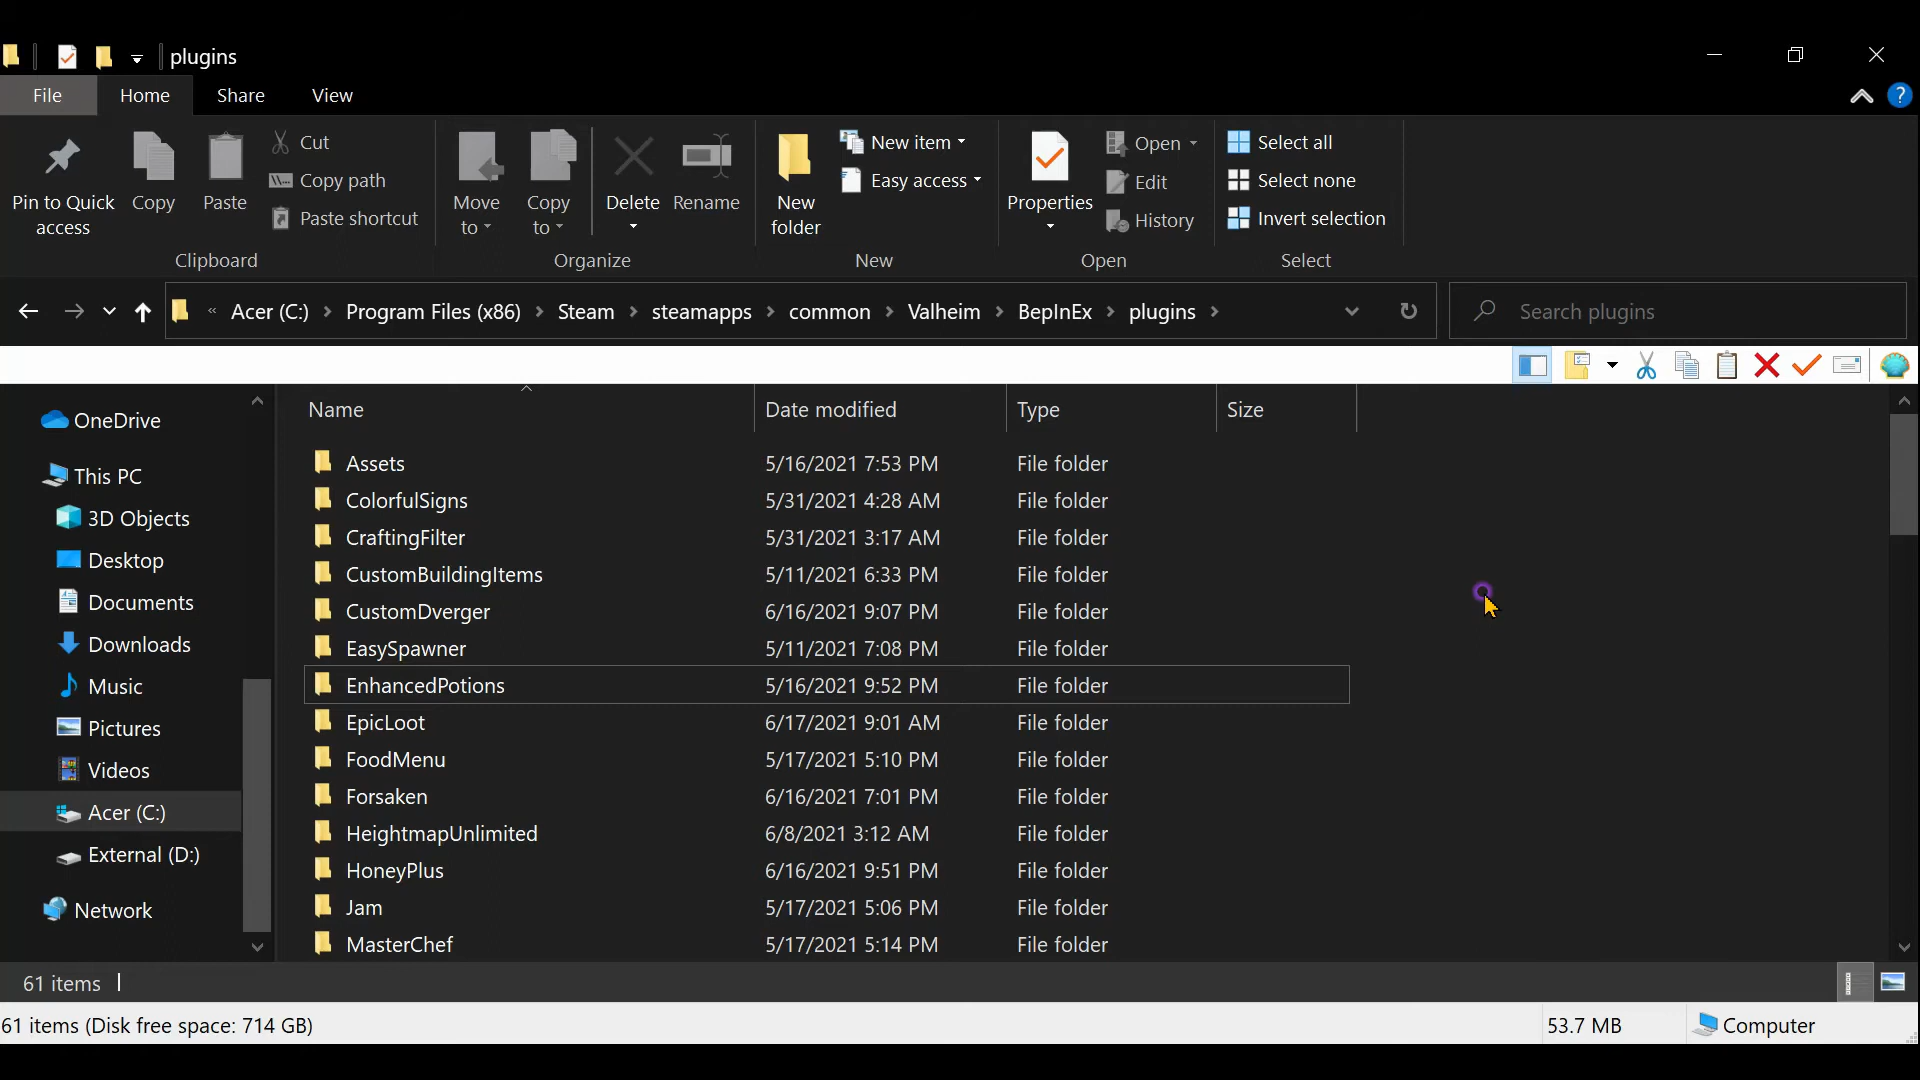 plugins
File Home Share View
Pin to Quick access
Copy
Paste
Cut
Copy path
Paste shortcut
Clipboard
Move to
Copy to
Delete
Rename
Organize
New folder
New item
Easy access
New
Properties
Open
Edit
History
Open
Select all
Select none
Invert selection
Select
« Acer (C:) › Program Files (x86) › Steam › steamapps › common › Valheim › BepInEx › plugins ›
Search plugins
OneDrive
This PC
3D Objects
Desktop
Documents
Downloads
Music
Pictures
Videos
Acer (C:)
External (D:)
Network
Name Date modified Type Size
Assets 5/16/2021 7:53 PM File folder
ColorfulSigns 5/31/2021 4:28 AM File folder
CraftingFilter 5/31/2021 3:17 AM File folder
CustomBuildingItems 5/11/2021 6:33 PM File folder
CustomDverger 6/16/2021 9:07 PM File folder
EasySpawner 5/11/2021 7:08 PM File folder
EnhancedPotions 5/16/2021 9:52 PM File folder
EpicLoot 6/17/2021 9:01 AM File folder
FoodMenu 5/17/2021 5:10 PM File folder
Forsaken 6/16/2021 7:01 PM File folder
HeightmapUnlimited 6/8/2021 3:12 AM File folder
HoneyPlus 6/16/2021 9:51 PM File folder
Jam 5/17/2021 5:06 PM File folder
MasterChef 5/17/2021 5:14 PM File folder
61 items
61 items (Disk free space: 714 GB) 53.7 MB Computer